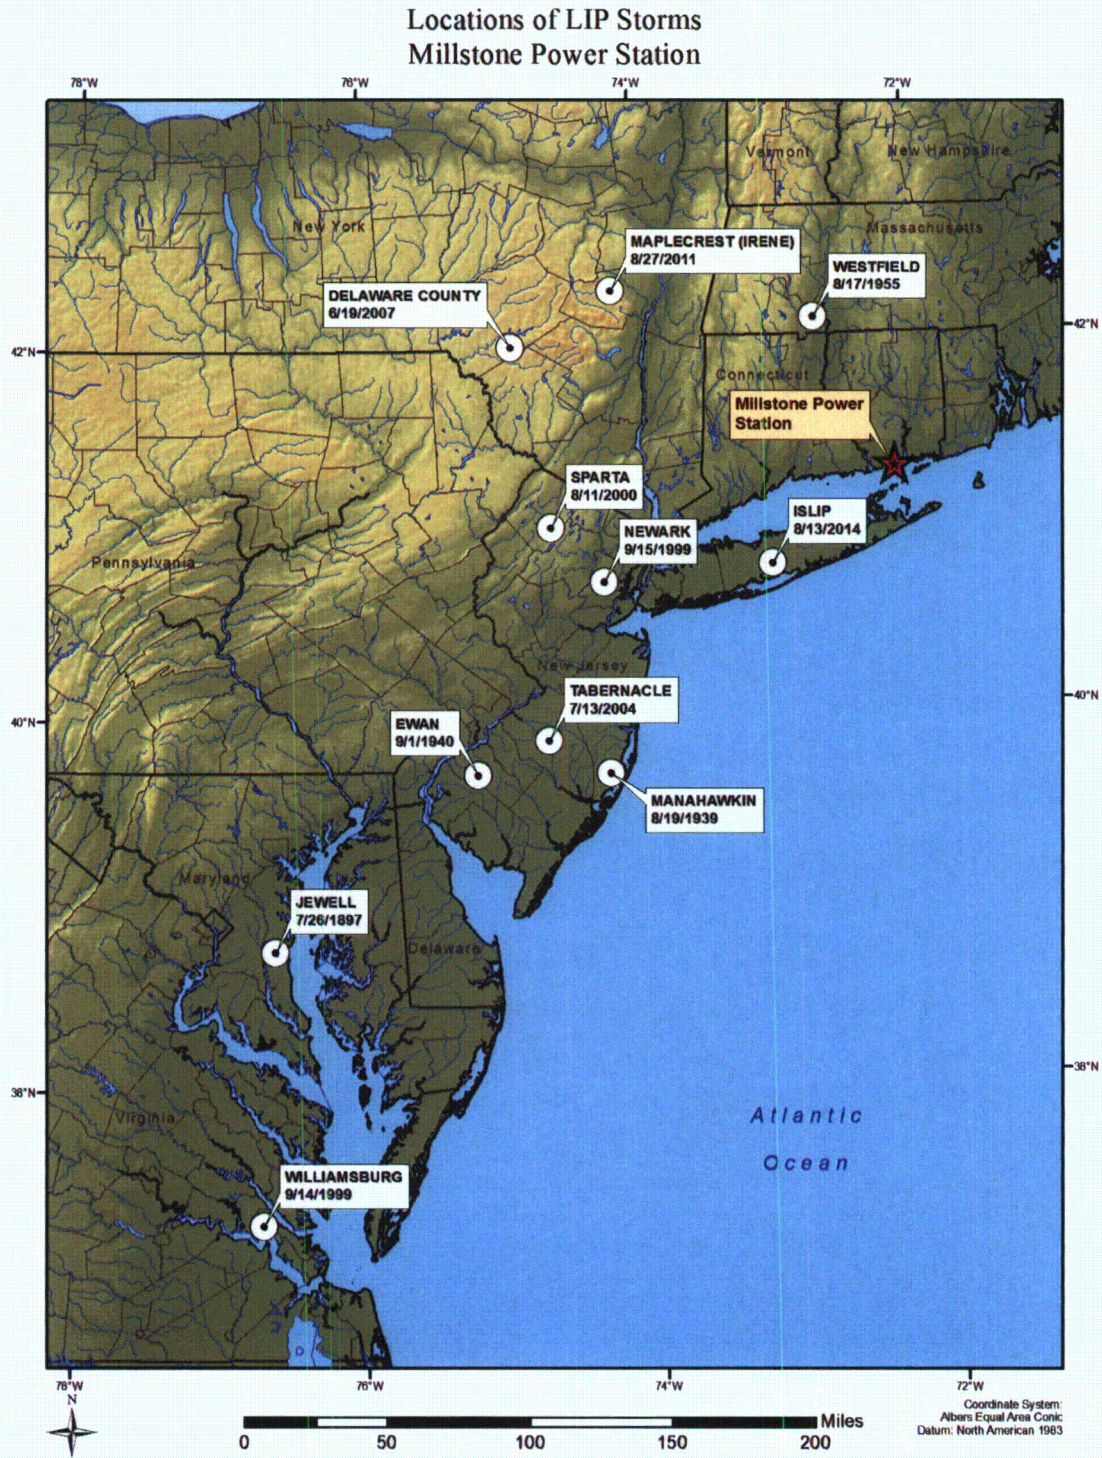 Locations of LIP Storms
Millstone Power Station
78°W
76°W
74°W
72°W
Vermont
New Hampshire
New York
Massachusetts
MAPLECREST (IRENE)
8/27/2011
WESTFIELD
8/17/1955
DELAWARE COUNTY
6/19/2007
42°N
42°N
Connecticut
Millstone Power
Station
SPARTA
8/11/2000
ISLIP
8/13/2014
NEWARK
9/15/1999
Pennsylvania
New Jersey
TABERNACLE
7/13/2004
40°N
40°N
EWAN
9/1/1940
MANAHAWKIN
8/19/1939
Maryland
JEWELL
7/26/1897
Delaware
38°N
38°N
Virginia
Atlantic
Ocean
WILLIAMSBURG
9/14/1999
78°W
76°W
74°W
72°W
N
0
50
100
150
200
Miles
Coordinate System:
Albers Equal Area Conic
Datum: North American 1983